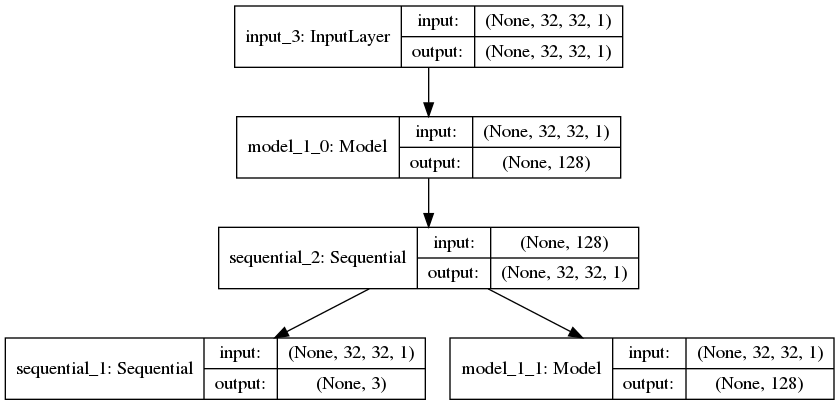 input_3: InputLayer
input: (None, 32, 32, 1)
output: (None, 32, 32, 1)
model_1_0: Model
input: (None, 32, 32, 1)
output: (None, 128)
sequential_2: Sequential
input: (None, 128)
output: (None, 32, 32, 1)
sequential_1: Sequential
input: (None, 32, 32, 1)
output: (None, 3)
model_1_1: Model
input: (None, 32, 32, 1)
output: (None, 128)